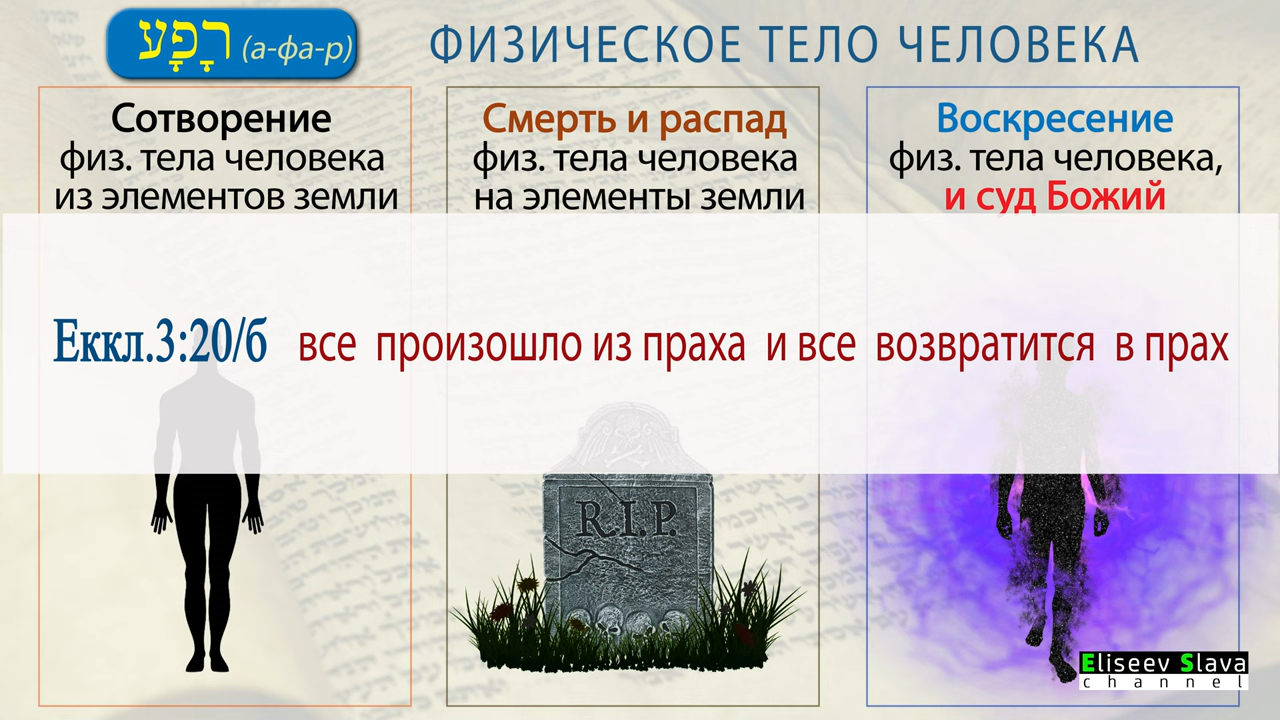 רָפָע (а-фа-р)
ФИЗИЧЕСКОЕ ТЕЛО ЧЕЛОВЕКА
Сотворение
физ. тела человека
из элементов земли
Смерть и распад
физ. тела человека
на элементы земли
Воскресение
физ. тела человека,
и суд Божий
Еккл.3:20/б все произошло из праха и все возвратится в прах
R.I.P.
Eliseev Slava
channel